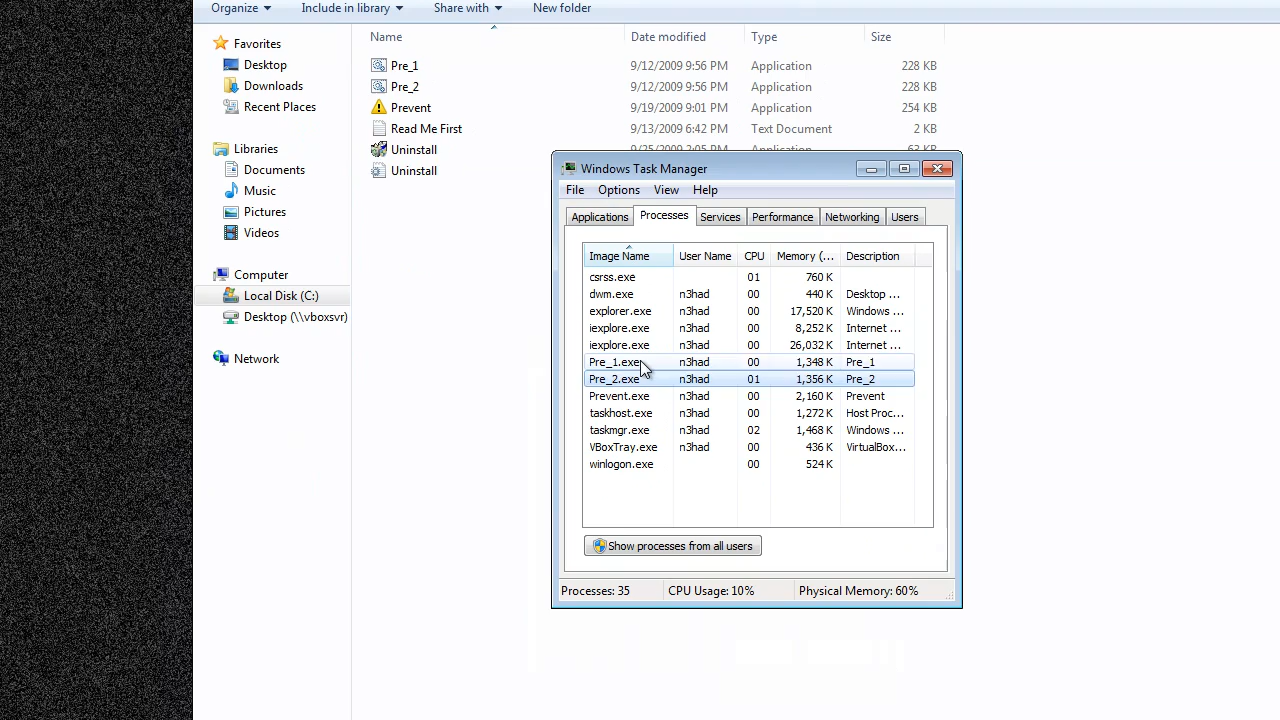 Organize Include in library Share with New folder
Name Date modified Type Size
Favorites
Desktop
Downloads
Recent Places
Libraries
Documents
Music
Pictures
Videos
Computer
Local Disk (C:)
Desktop (\\vboxsvr)
Network
Pre_1 9/12/2009 9:56 PM Application 228 KB
Pre_2 9/12/2009 9:56 PM Application 228 KB
Prevent 9/19/2009 9:01 PM Application 254 KB
Read Me First 9/13/2009 6:42 PM Text Document 2 KB
Uninstall 9/25/2009 2:05 PM Application 63 KB
Uninstall
Windows Task Manager
File Options View Help
Applications Processes Services Performance Networking Users
Image Name User Name CPU Memory (... Description
csrss.exe 01 760 K
dwm.exe n3had 00 440 K Desktop ...
explorer.exe n3had 00 17,520 K Windows ...
iexplore.exe n3had 00 8,252 K Internet ...
iexplore.exe n3had 00 26,032 K Internet ...
Pre_1.exe n3had 00 1,348 K Pre_1
Pre_2.exe n3had 01 1,356 K Pre_2
Prevent.exe n3had 00 2,160 K Prevent
taskhost.exe n3had 00 1,272 K Host Proc...
taskmgr.exe n3had 02 1,468 K Windows ...
VBoxTray.exe n3had 00 436 K VirtualBox...
winlogon.exe 00 524 K
Show processes from all users
Processes: 35 CPU Usage: 10% Physical Memory: 60%